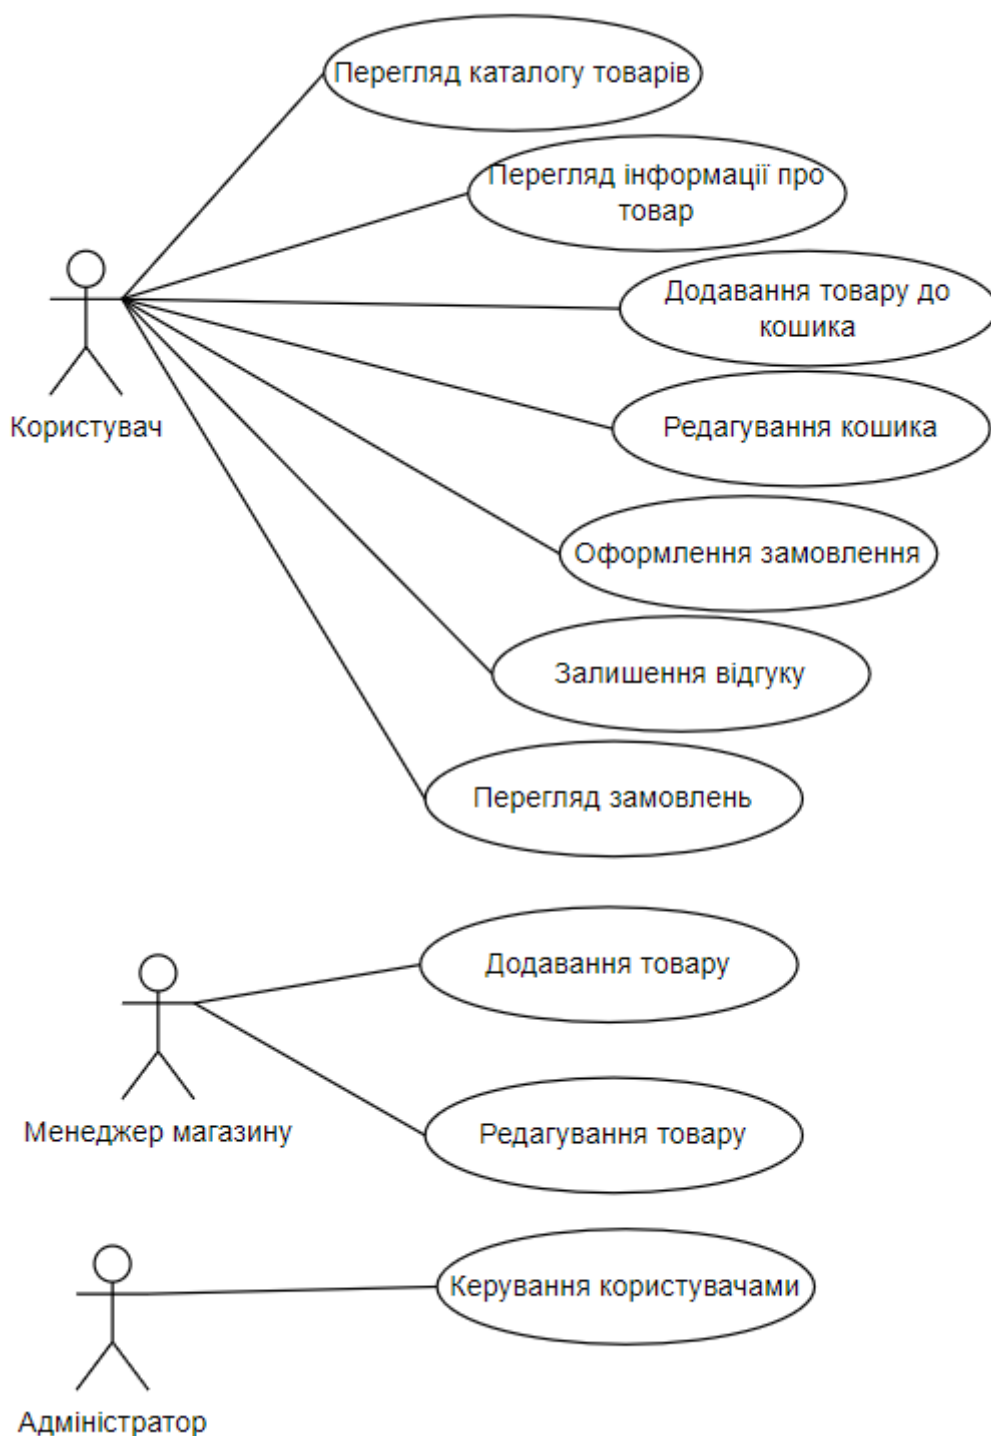 Перегляд каталогу товарів
Перегляд інформації про
товар
Додавання товару до
кошика
Користувач
Редагування кошика
Оформлення замовлення
Залишення відгуку
Перегляд замовлень
Додавання товару
Менеджер магазину
Редагування товару
Керування користувачами
Адміністратор